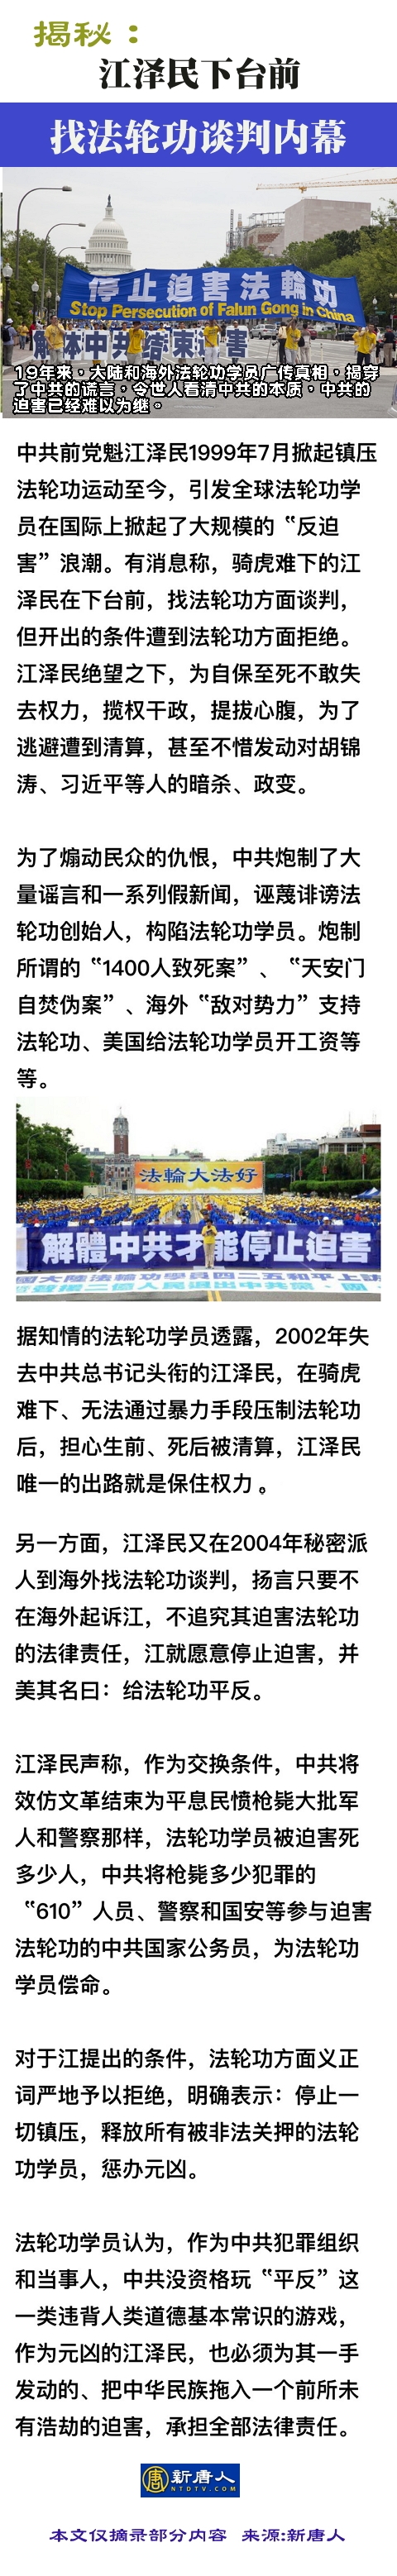 揭秘：
江泽民下台前
找法轮功谈判内幕
停止迫害法輪功
Stop Persecution of Falun Gong in China
解体中共 结束迫害
19年来，大陆和海外法轮功学员广传真相，揭穿
了中共的谎言，令世人看清中共的本质，中共的
迫害已经难以为继。
中共前党魁江泽民1999年7月掀起镇压
法轮功运动至今，引发全球法轮功学
员在国际上掀起了大规模的“反迫
害”浪潮。有消息称，骑虎难下的江
泽民在下台前，找法轮功方面谈判，
但开出的条件遭到法轮功方面拒绝。
江泽民绝望之下，为自保至死不敢失
去权力，揽权干政，提拔心腹，为了
逃避遭到清算，甚至不惜发动对胡锦
涛、习近平等人的暗杀、政变。
为了煽动民众的仇恨，中共炮制了大
量谣言和一系列假新闻，诬蔑诽谤法
轮功创始人，构陷法轮功学员。炮制
所谓的“1400人致死案”、“天安门
自焚伪案”、海外“敌对势力”支持
法轮功、美国给法轮功学员开工资等
等。
法輪大法好
解體中共才能停止迫害
國大陸法輪功學員四二五和平上訪
据知情的法轮功学员透露，2002年失
去中共总书记头衔的江泽民，在骑虎
难下、无法通过暴力手段压制法轮功
后，担心生前、死后被清算，江泽民
唯一的出路就是保住权力。
另一方面，江泽民又在2004年秘密派
人到海外找法轮功谈判，扬言只要不
在海外起诉江，不追究其迫害法轮功
的法律责任，江就愿意停止迫害，并
美其名曰：给法轮功平反。
江泽民声称，作为交换条件，中共将
效仿文革结束为平息民愤枪毙大批军
人和警察那样，法轮功学员被迫害死
多少人，中共将枪毙多少犯罪的
“610”人员、警察和国安等参与迫害
法轮功的中共国家公务员，为法轮功
学员偿命。
对于江提出的条件，法轮功方面义正
词严地予以拒绝，明确表示：停止一
切镇压，释放所有被非法关押的法轮
功学员，惩办元凶。
法轮功学员认为，作为中共犯罪组织
和当事人，中共没资格玩“平反”这
一类违背人类道德基本常识的游戏，
作为元凶的江泽民，也必须为其一手
发动的、把中华民族拖入一个前所未
有浩劫的迫害，承担全部法律责任。
唐 新唐人
NTDTV.COM
本文仅摘录部分内容 来源:新唐人